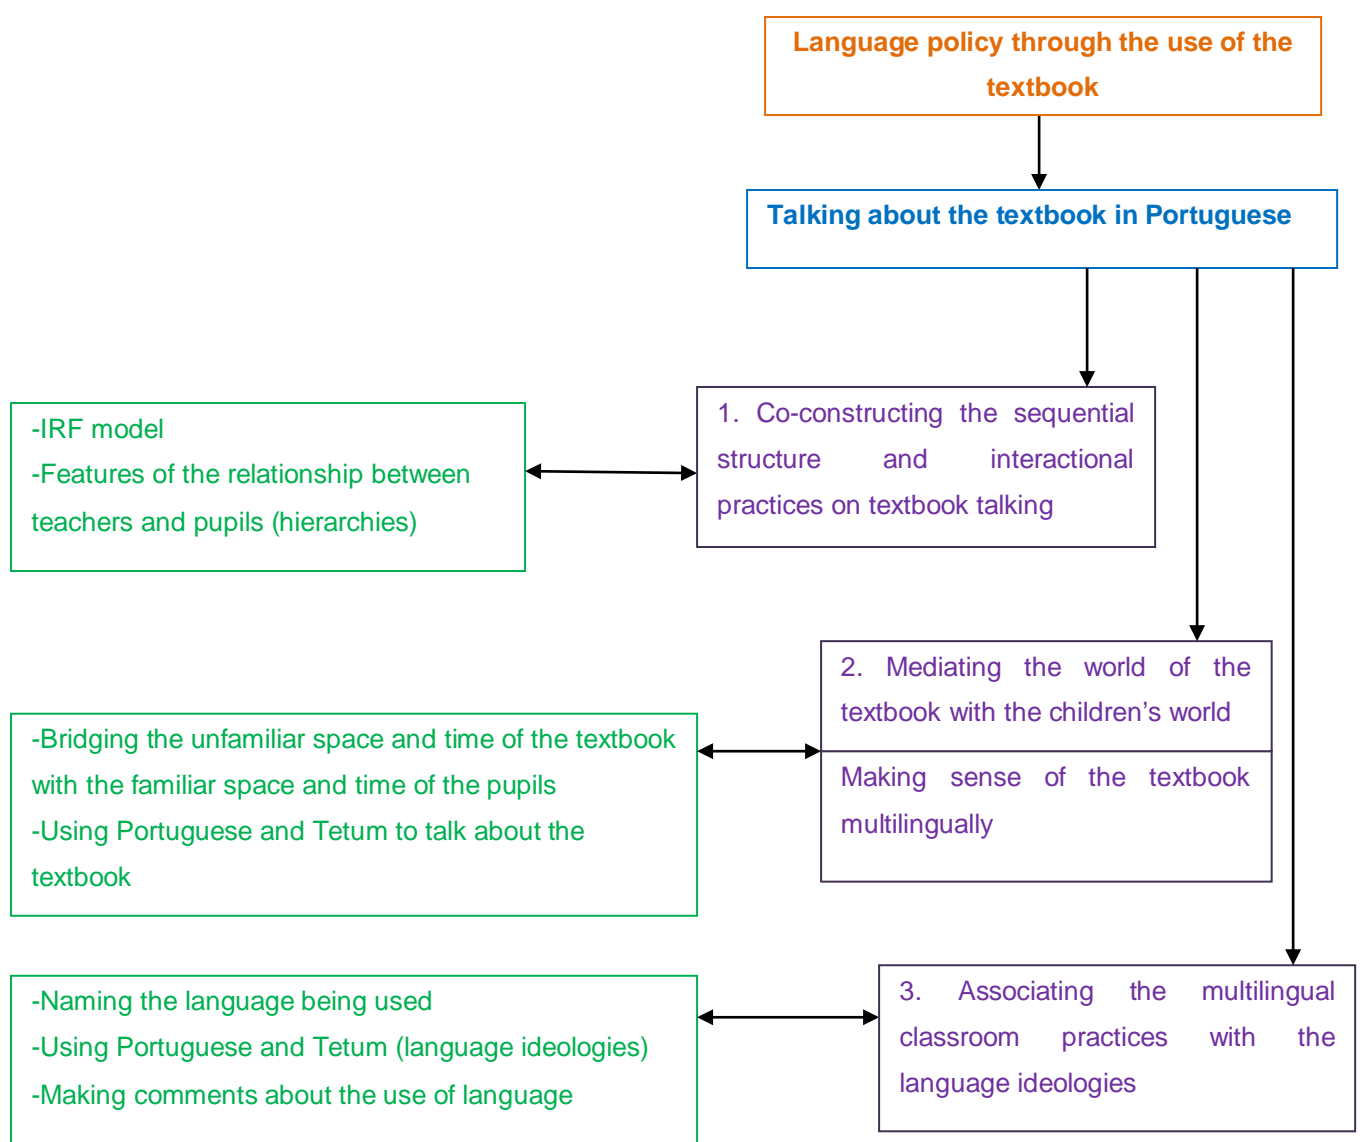 Language policy through the use of the
textbook
Talking about the textbook in Portuguese
-IRF model
-Features of the relationship between
teachers and pupils (hierarchies)
1. Co-constructing the sequential
structure and interactional
practices on textbook talking
-Bridging the unfamiliar space and time of the textbook
with the familiar space and time of the pupils
-Using Portuguese and Tetum to talk about the
textbook
2. Mediating the world of the
textbook with the children’s world
Making sense of the textbook
multilingually
-Naming the language being used
-Using Portuguese and Tetum (language ideologies)
-Making comments about the use of language
3. Associating the multilingual
classroom practices with the
language ideologies